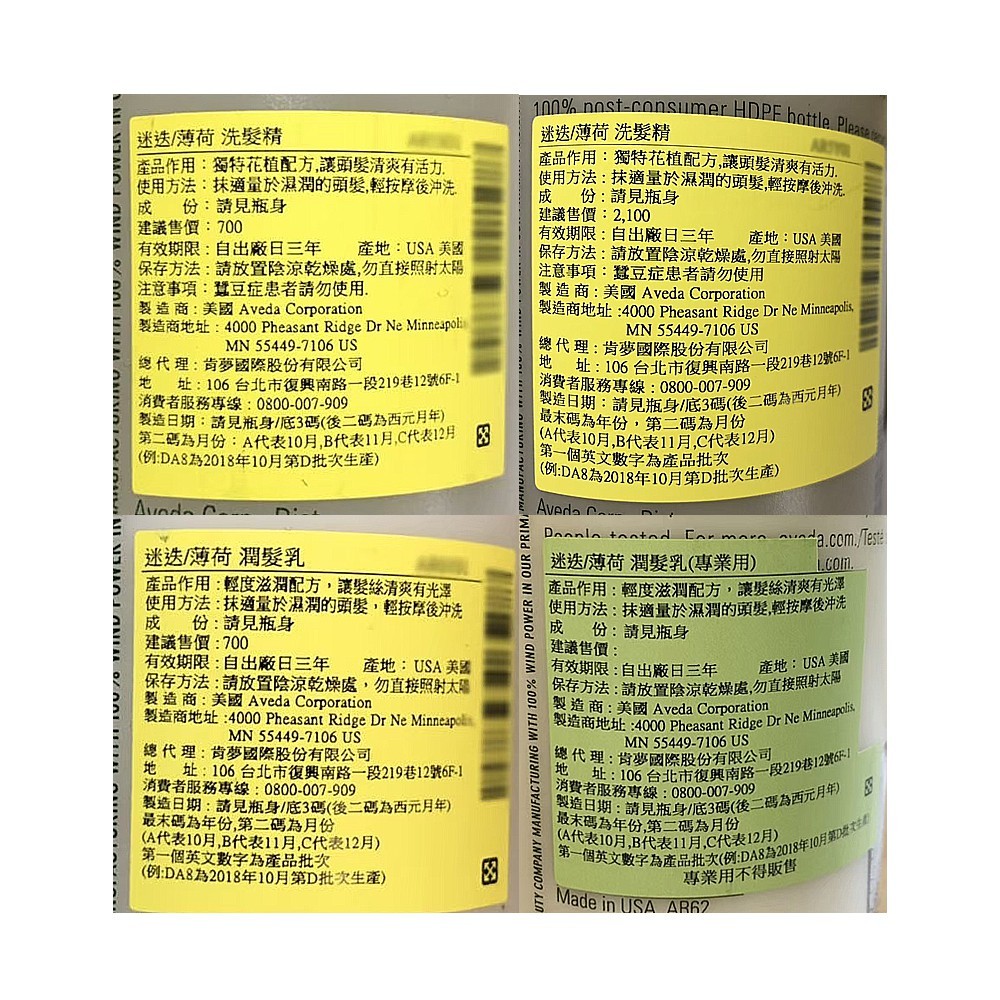 迷迭/薄荷 洗髮精
產品作用：獨特花植配方,讓頭髮清爽有活力.
使用方法：抹適量於濕潤的頭髮,輕按摩後沖洗.
成 份：請見瓶身
建議售價：700
有效期限：自出廠日三年 產地：USA 美國
保存方法：請放置陰涼乾燥處,勿直接照射太陽
注意事項：蠶豆症患者請勿使用.
製 造 商：美國 Aveda Corporation
製造商地址：4000 Pheasant Ridge Dr Ne Minneapolis
MN 55449-7106 US
總 代 理：肯夢國際股份有限公司
地 址：106 台北市復興南路一段219巷12號6F-1
消費者服務專線：0800-007-909
製造日期：請見瓶身/底3碼(後二碼為西元月年)
第二碼為月份：A代表10月,B代表11月,C代表12月
(例:DA8為2018年10月第D批次生產)
100% post-consumer HDPE bottle. Please
迷迭/薄荷 洗髮精
產品作用：獨特花植配方,讓頭髮清爽有活力.
使用方法：抹適量於濕潤的頭髮,輕按摩後沖洗.
成 份：請見瓶身
建議售價：2,100
有效期限：自出廠日三年 產地：USA 美國
保存方法：請放置陰涼乾燥處,勿直接照射太陽
注意事項：蠶豆症患者請勿使用
製 造 商：美國 Aveda Corporation
製造商地址:4000 Pheasant Ridge Dr Ne Minneapolis,
MN 55449-7106 US
總 代 理：肯夢國際股份有限公司
地 址：106 台北市復興南路一段219巷12號6F-1
消費者服務專線：0800-007-909
製造日期：請見瓶身/底3碼(後二碼為西元月年)
最末碼為年份，第二碼為月份
(A代表10月,B代表11月,C代表12月)
第一個英文數字為產品批次
(例:DA8為2018年10月第D批次生產)
迷迭/薄荷 潤髮乳
產品作用：輕度滋潤配方，讓髮絲清爽有光澤
使用方法：抹適量於濕潤的頭髮，輕按摩後沖洗
成 份：請見瓶身
建議售價:700
有效期限：自出廠日三年 產地：USA 美國
保存方法：請放置陰涼乾燥處，勿直接照射太陽
製 造 商：美國 Aveda Corporation
製造商地址:4000 Pheasant Ridge Dr Ne Minneapolis,
MN 55449-7106 US
總 代 理：肯夢國際股份有限公司
地 址：106 台北市復興南路一段219巷12號6F-1
消費者服務專線：0800-007-909
製造日期：請見瓶身/底3碼(後二碼為西元月年)
最末碼為年份,第二碼為月份
(A代表10月,B代表11月,C代表12月)
第一個英文數字為產品批次
(例:DA8為2018年10月第D批次生產)
迷迭/薄荷 潤髮乳(專業用)
產品作用：輕度滋潤配方，讓髮絲清爽有光澤
使用方法：抹適量於濕潤的頭髮,輕按摩後沖洗
成 份：請見瓶身
建議售價：
有效期限：自出廠日三年 產地：USA 美國
保存方法：請放置陰涼乾燥處,勿直接照射太陽
製 造 商：美國 Aveda Corporation
製造商地址:4000 Pheasant Ridge Dr Ne Minneapolis,
MN 55449-7106 US
總 代 理：肯夢國際股份有限公司
地 址：106 台北市復興南路一段219巷12號6F-1
消費者服務專線：0800-007-909
製造日期：請見瓶身/底3碼(後二碼為西元月年)
最末碼為年份,第二碼為月份
(A代表10月,B代表11月,C代表12月)
第一個英文數字為產品批次(例:DA8為2018年10月第D批次生產)
專業用不得販售
COMPANY MANUFACTURING WITH 100% WIND POWER IN OUR PRIM
Made in USA AB62